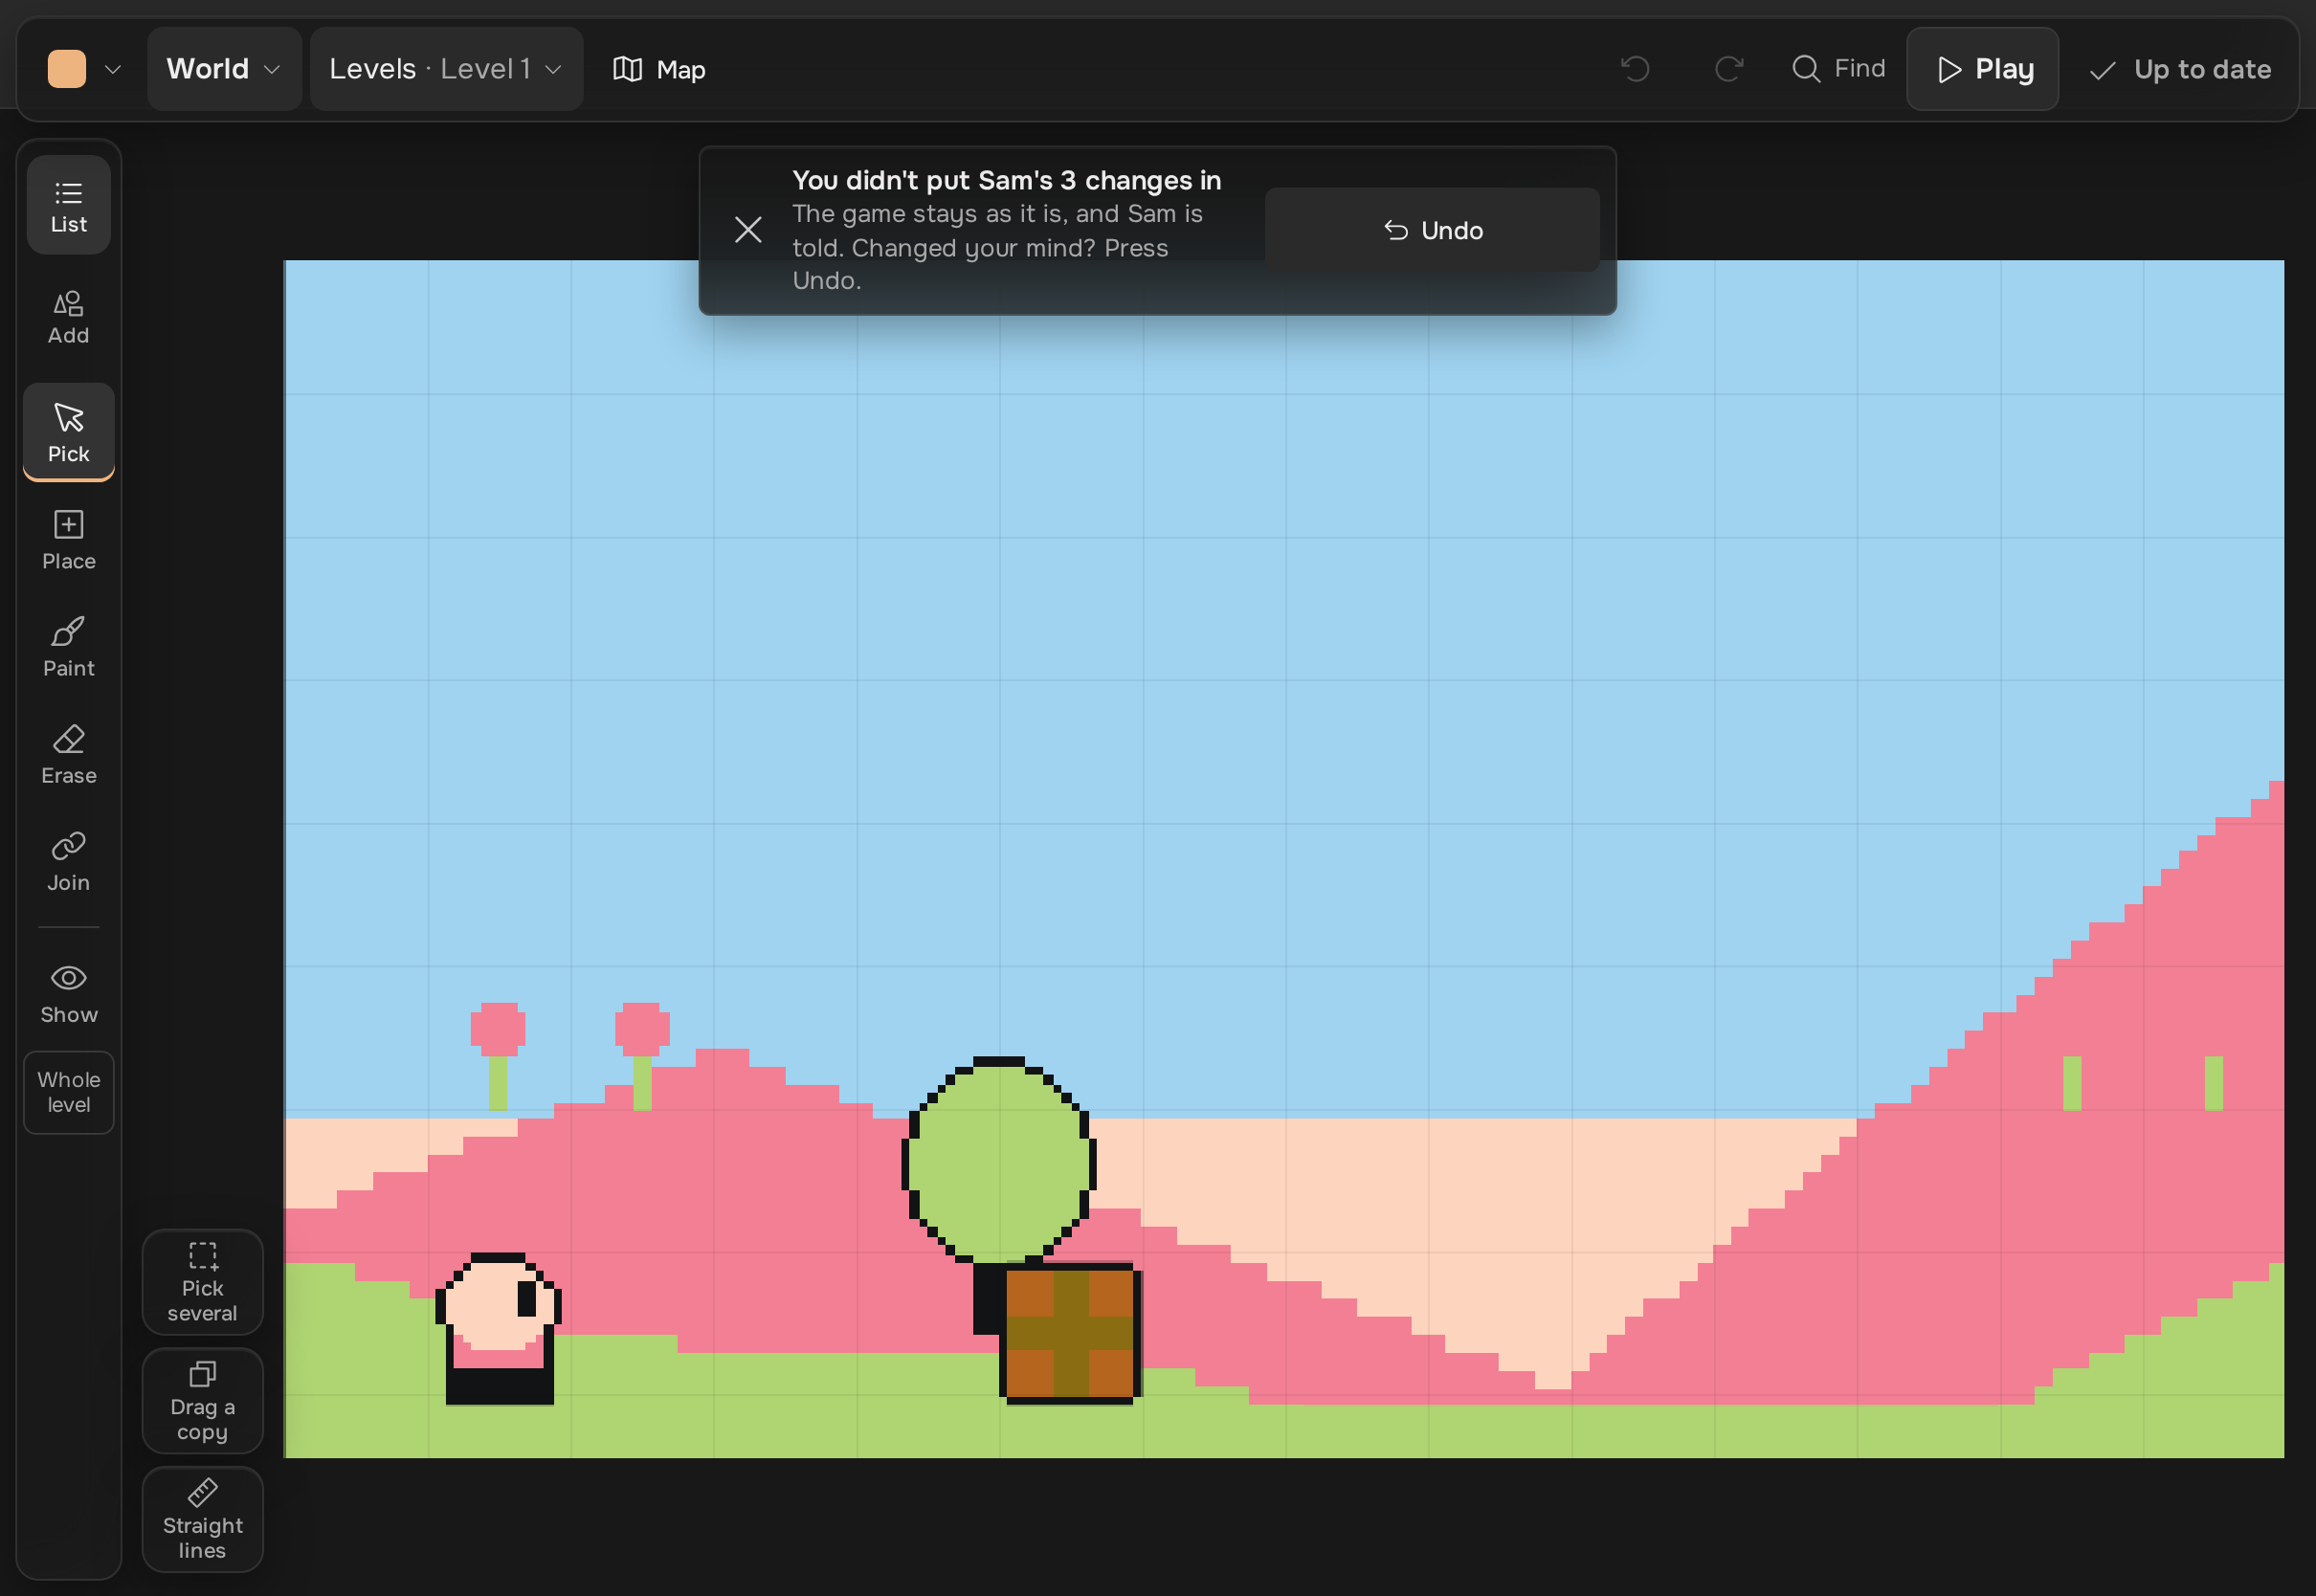 World
Levels · Level 1
Map
Find
Play
Up to date
List
Add
Pick
Place
Paint
Erase
Join
Show
Whole
level
You didn't put Sam's 3 changes in
The game stays as it is, and Sam is
told. Changed your mind? Press
Undo.
Undo
Pick
several
Drag a
copy
Straight
lines